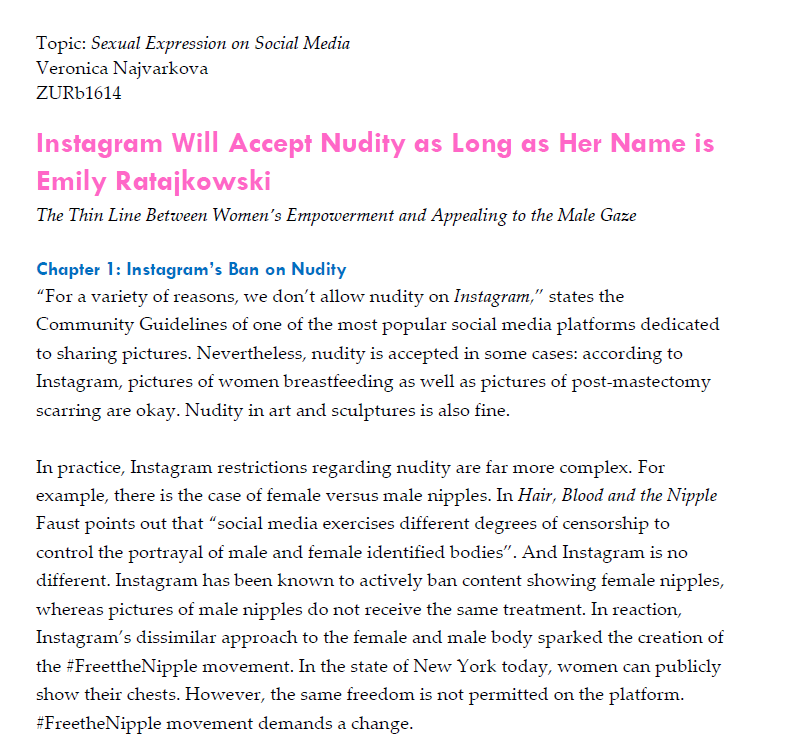 Topic: Sexual Expression on Social Media
Veronica Najvarkova
ZURb1614
Instagram Will Accept Nudity as Long as Her Name is
Emily Ratajkowski
The Thin Line Between Women’s Empowerment and Appealing to the Male Gaze
Chapter 1: Instagram’s Ban on Nudity
“For a variety of reasons, we don’t allow nudity on Instagram,” states the
Community Guidelines of one of the most popular social media platforms dedicated
to sharing pictures. Nevertheless, nudity is accepted in some cases: according to
Instagram, pictures of women breastfeeding as well as pictures of post-mastectomy
scarring are okay. Nudity in art and sculptures is also fine.
In practice, Instagram restrictions regarding nudity are far more complex. For
example, there is the case of female versus male nipples. In Hair, Blood and the Nipple
Faust points out that “social media exercises different degrees of censorship to
control the portrayal of male and female identified bodies”. And Instagram is no
different. Instagram has been known to actively ban content showing female nipples,
whereas pictures of male nipples do not receive the same treatment. In reaction,
Instagram’s dissimilar approach to the female and male body sparked the creation of
the #FreettheNipple movement. In the state of New York today, women can publicly
show their chests. However, the same freedom is not permitted on the platform.
#FreetheNipple movement demands a change.